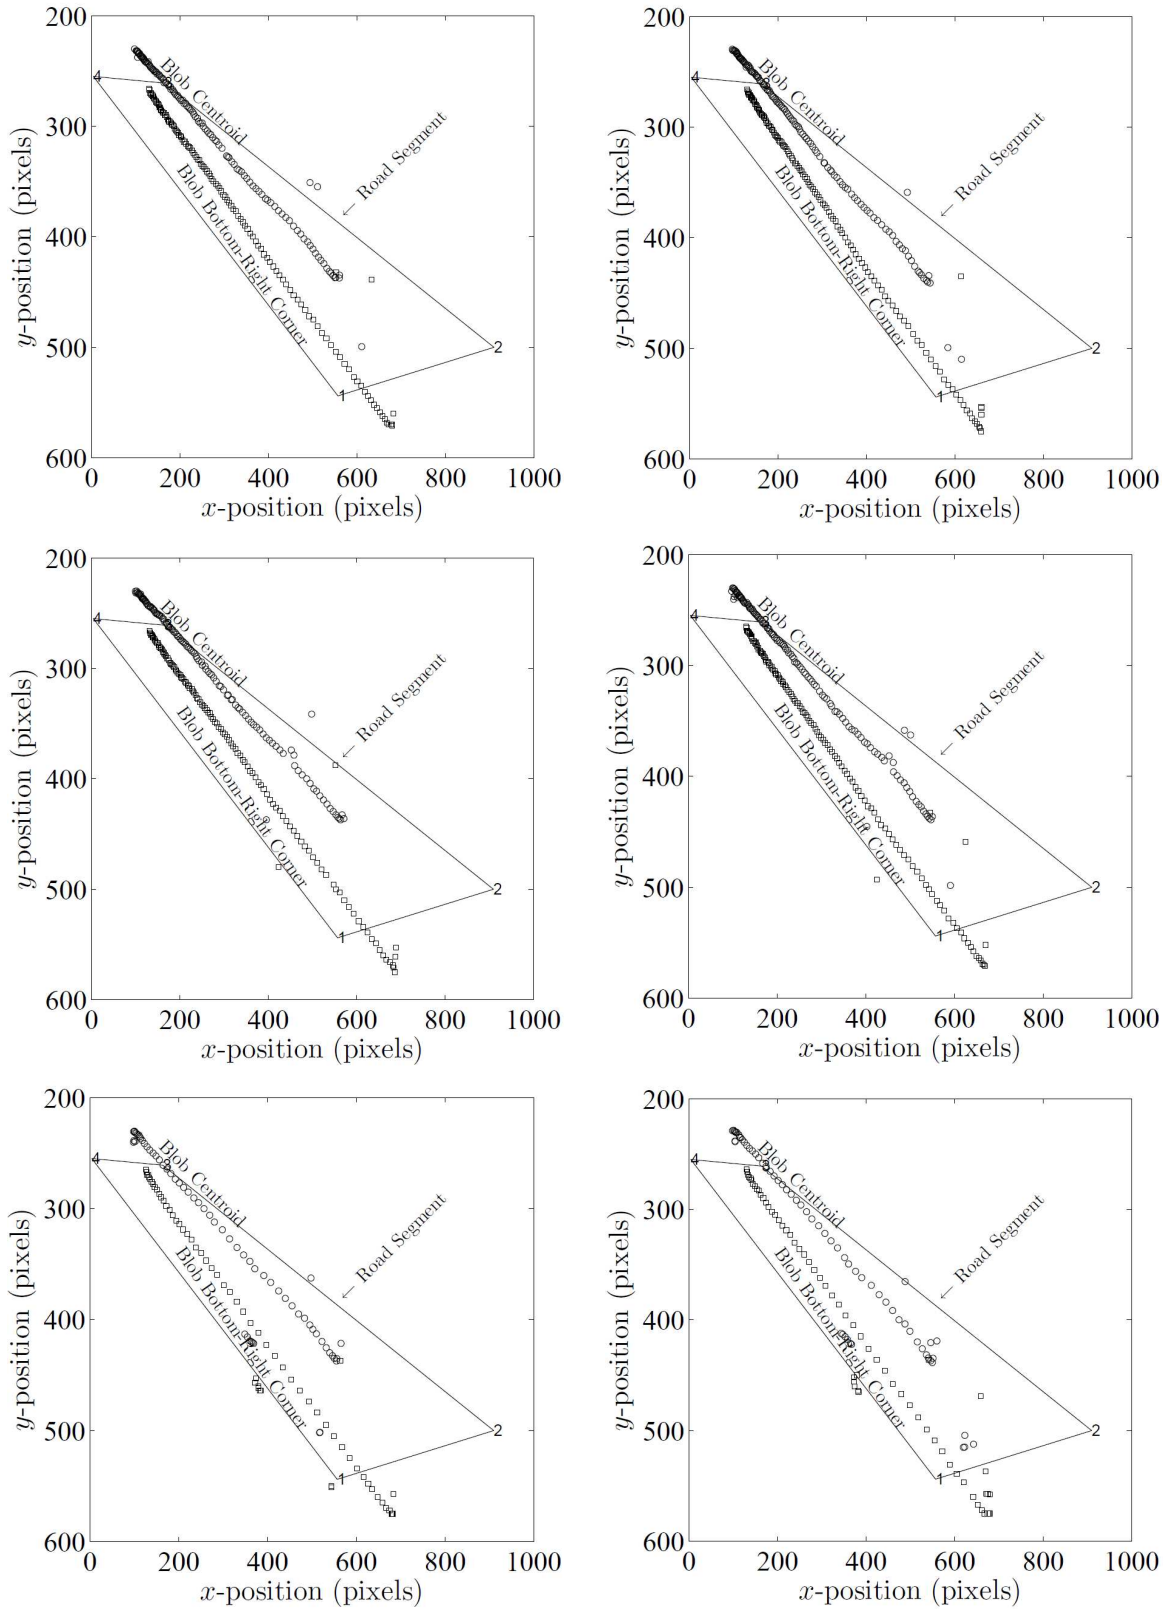 200
300
400
500
600
0 200 400 600 800 1000
x-position (pixels)
y-position (pixels)
Blob Centroid
Blob Bottom-Right Corner
← Road Segment
4
1
2
200
300
400
500
600
0 200 400 600 800 1000
x-position (pixels)
y-position (pixels)
Blob Centroid
Blob Bottom-Right Corner
← Road Segment
4
1
2
200
300
400
500
600
0 200 400 600 800 1000
x-position (pixels)
y-position (pixels)
Blob Centroid
Blob Bottom-Right Corner
← Road Segment
4
1
2
200
300
400
500
600
0 200 400 600 800 1000
x-position (pixels)
y-position (pixels)
Blob Centroid
Blob Bottom-Right Corner
← Road Segment
4
1
2
200
300
400
500
600
0 200 400 600 800 1000
x-position (pixels)
y-position (pixels)
Blob Centroid
Blob Bottom-Right Corner
← Road Segment
4
1
2
200
300
400
500
600
0 200 400 600 800 1000
x-position (pixels)
y-position (pixels)
Blob Centroid
Blob Bottom-Right Corner
← Road Segment
4
1
2